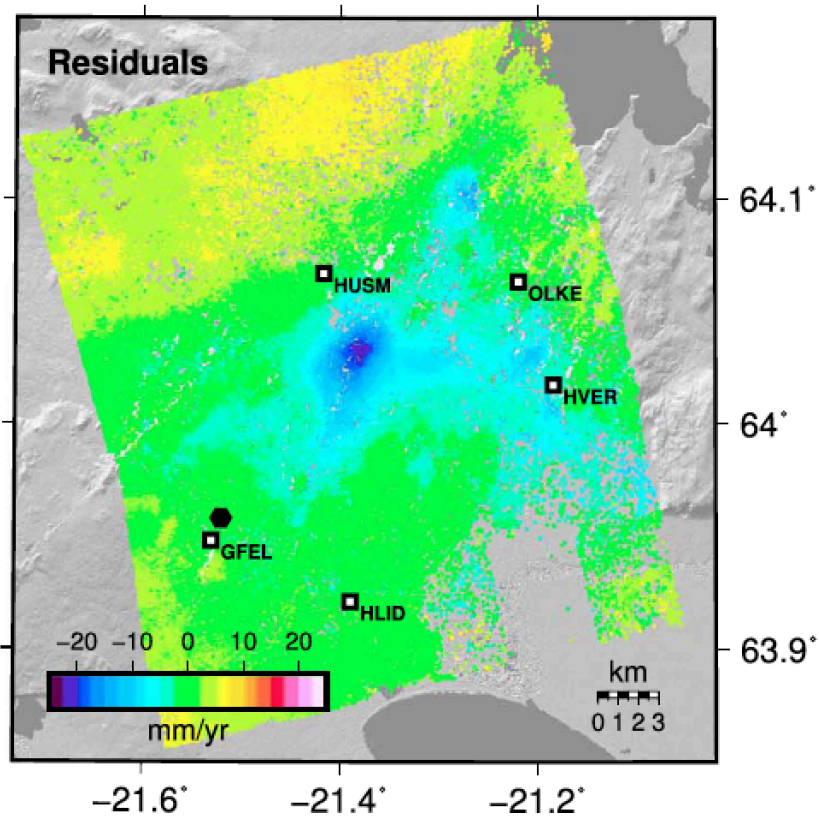 Residuals
64.1°
HUSM
OLKE
HVER
64°
GFEL
HLID
−20 −10 0 10 20
mm/yr
63.9°
km
0 1 2 3
−21.6° −21.4° −21.2°